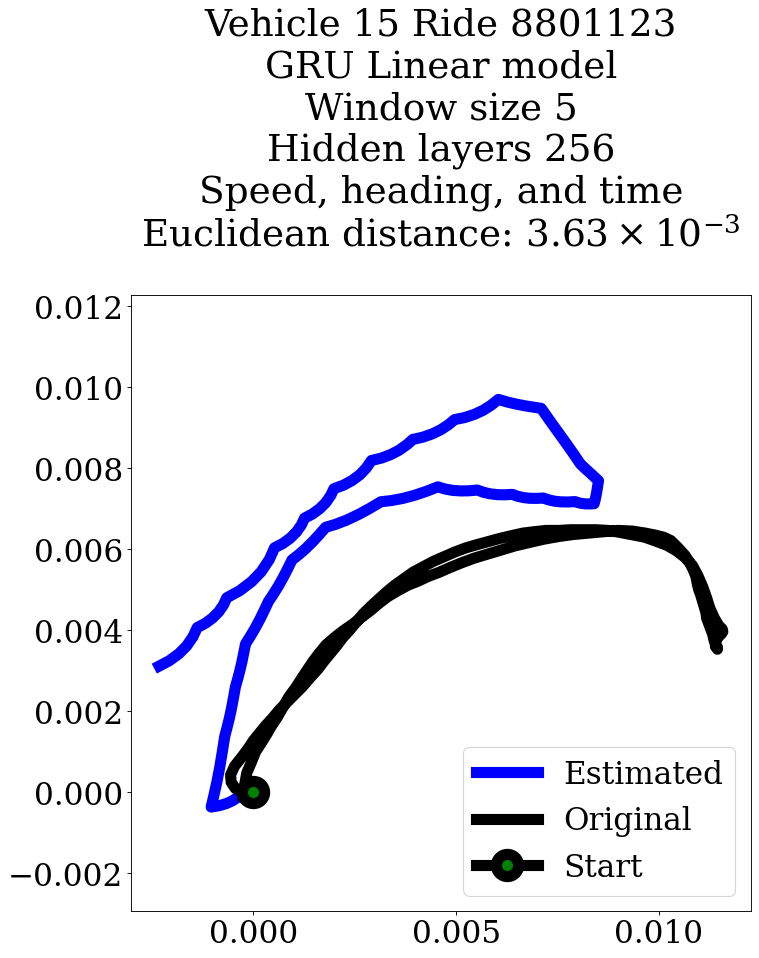 Vehicle 15 Ride 8801123
GRU Linear model
Window size 5
Hidden layers 256
Speed, heading, and time
Euclidean distance: 3.63 × 10⁻³
0.012
0.010
0.008
0.006
0.004
0.002
0.000
−0.002
Estimated
Original
Start
0.000 0.005 0.010